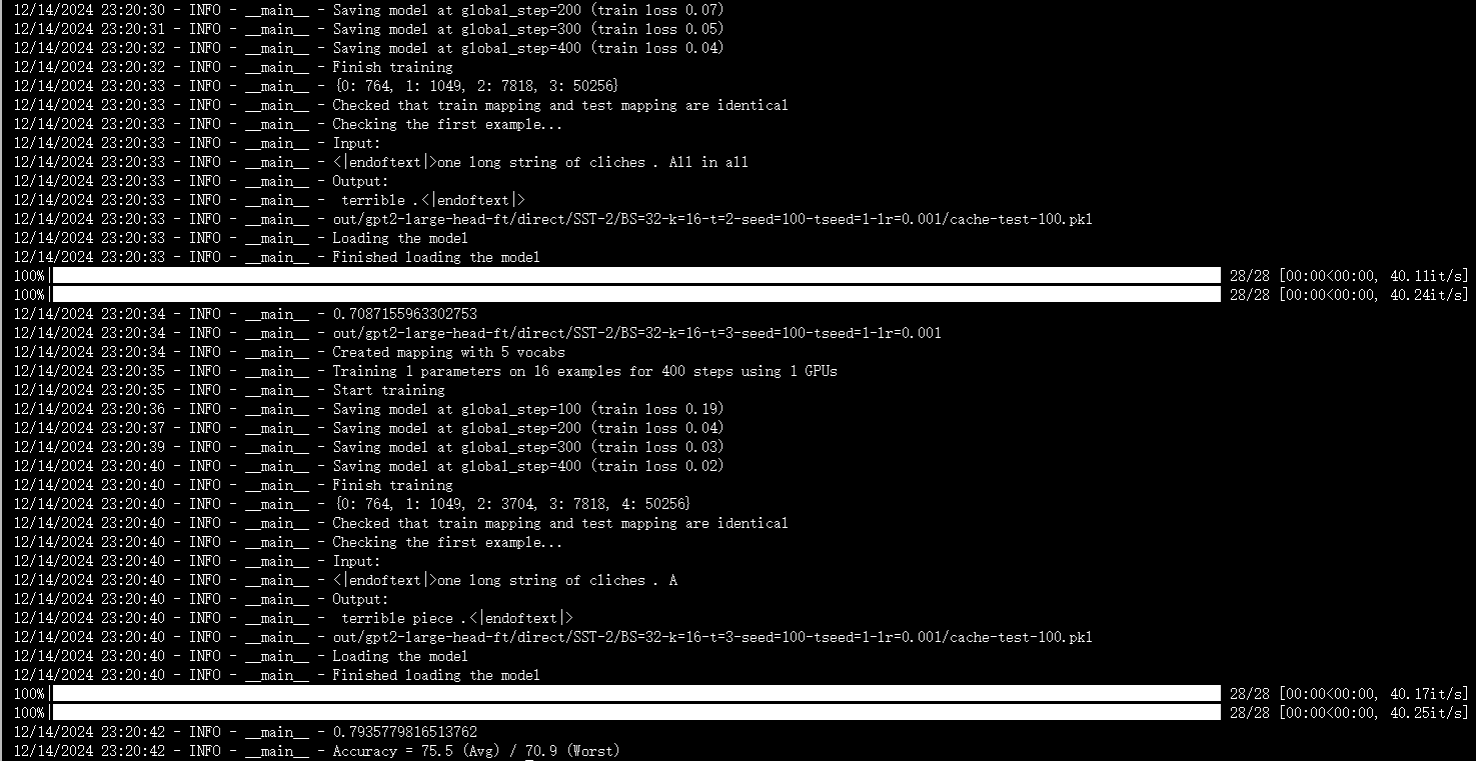 12/14/2024 23:20:30 - INFO - __main__ - Saving model at global_step=200 (train loss 0.07)
12/14/2024 23:20:31 - INFO - __main__ - Saving model at global_step=300 (train loss 0.05)
12/14/2024 23:20:32 - INFO - __main__ - Saving model at global_step=400 (train loss 0.04)
12/14/2024 23:20:32 - INFO - __main__ - Finish training
12/14/2024 23:20:33 - INFO - __main__ - {0: 764, 1: 1049, 2: 7818, 3: 50256}
12/14/2024 23:20:33 - INFO - __main__ - Checked that train mapping and test mapping are identical
12/14/2024 23:20:33 - INFO - __main__ - Checking the first example...
12/14/2024 23:20:33 - INFO - __main__ - Input:
12/14/2024 23:20:33 - INFO - __main__ - <|endoftext|>one long string of cliches . All in all
12/14/2024 23:20:33 - INFO - __main__ - Output:
12/14/2024 23:20:33 - INFO - __main__ -  terrible .<|endoftext|>
12/14/2024 23:20:33 - INFO - __main__ - out/gpt2-large-head-ft/direct/SST-2/BS=32-k=16-t=2-seed=100-tseed=1-lr=0.001/cache-test-100.pkl
12/14/2024 23:20:33 - INFO - __main__ - Loading the model
12/14/2024 23:20:33 - INFO - __main__ - Finished loading the model
100%| 28/28 [00:00<00:00, 40.11it/s]
100%| 28/28 [00:00<00:00, 40.24it/s]
12/14/2024 23:20:34 - INFO - __main__ - 0.7087155963302753
12/14/2024 23:20:34 - INFO - __main__ - out/gpt2-large-head-ft/direct/SST-2/BS=32-k=16-t=3-seed=100-tseed=1-lr=0.001
12/14/2024 23:20:34 - INFO - __main__ - Created mapping with 5 vocabs
12/14/2024 23:20:35 - INFO - __main__ - Training 1 parameters on 16 examples for 400 steps using 1 GPUs
12/14/2024 23:20:35 - INFO - __main__ - Start training
12/14/2024 23:20:36 - INFO - __main__ - Saving model at global_step=100 (train loss 0.19)
12/14/2024 23:20:37 - INFO - __main__ - Saving model at global_step=200 (train loss 0.04)
12/14/2024 23:20:39 - INFO - __main__ - Saving model at global_step=300 (train loss 0.03)
12/14/2024 23:20:40 - INFO - __main__ - Saving model at global_step=400 (train loss 0.02)
12/14/2024 23:20:40 - INFO - __main__ - Finish training
12/14/2024 23:20:40 - INFO - __main__ - {0: 764, 1: 1049, 2: 3704, 3: 7818, 4: 50256}
12/14/2024 23:20:40 - INFO - __main__ - Checked that train mapping and test mapping are identical
12/14/2024 23:20:40 - INFO - __main__ - Checking the first example...
12/14/2024 23:20:40 - INFO - __main__ - Input:
12/14/2024 23:20:40 - INFO - __main__ - <|endoftext|>one long string of cliches . A
12/14/2024 23:20:40 - INFO - __main__ - Output:
12/14/2024 23:20:40 - INFO - __main__ -  terrible piece .<|endoftext|>
12/14/2024 23:20:40 - INFO - __main__ - out/gpt2-large-head-ft/direct/SST-2/BS=32-k=16-t=3-seed=100-tseed=1-lr=0.001/cache-test-100.pkl
12/14/2024 23:20:40 - INFO - __main__ - Loading the model
12/14/2024 23:20:40 - INFO - __main__ - Finished loading the model
100%| 28/28 [00:00<00:00, 40.17it/s]
100%| 28/28 [00:00<00:00, 40.25it/s]
12/14/2024 23:20:42 - INFO - __main__ - 0.7935779816513762
12/14/2024 23:20:42 - INFO - __main__ - Accuracy = 75.5 (Avg) / 70.9 (Worst)